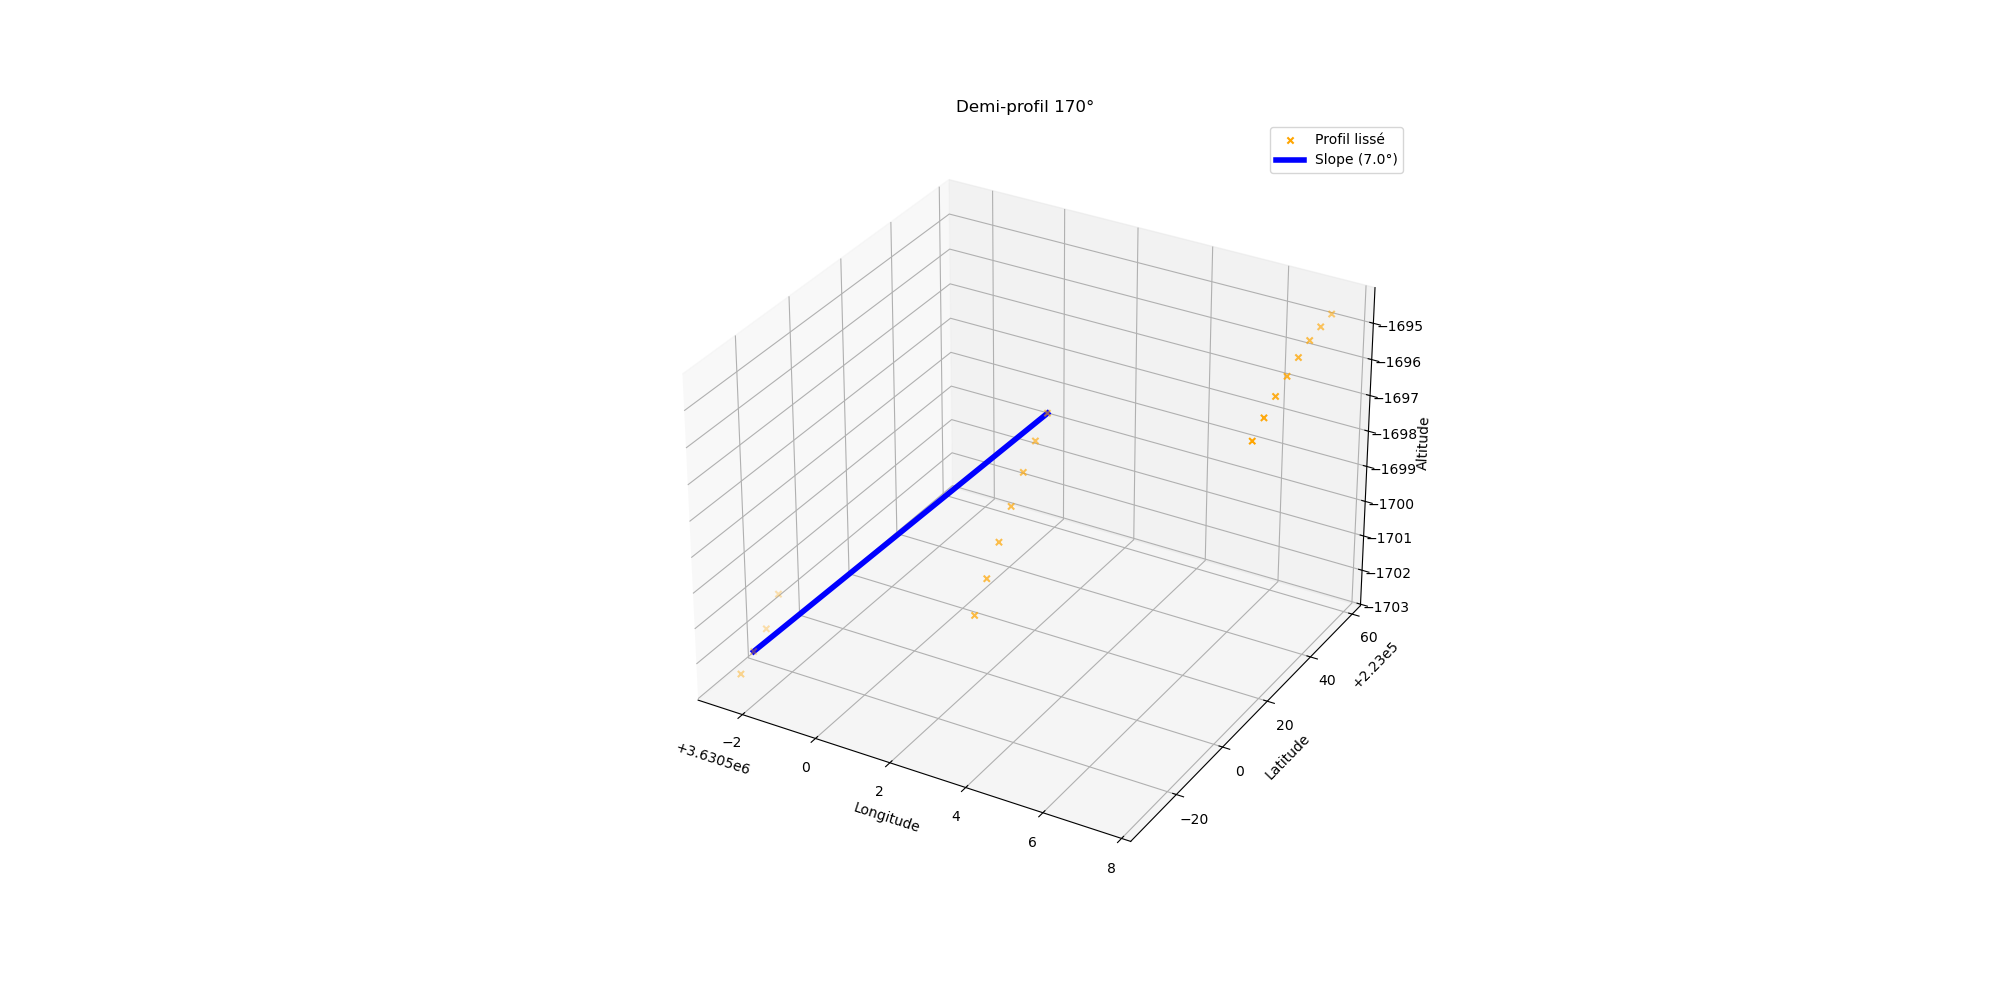 Demi-profil 170°
Profil lissé
Slope (7.0°)
−1695
−1696
−1697
−1698
−1699
−1700
−1701
−1702
−1703
Altitude
60
40
20
0
−20
+2.23e5
Latitude
−2
0
2
4
6
8
+3.6305e6
Longitude